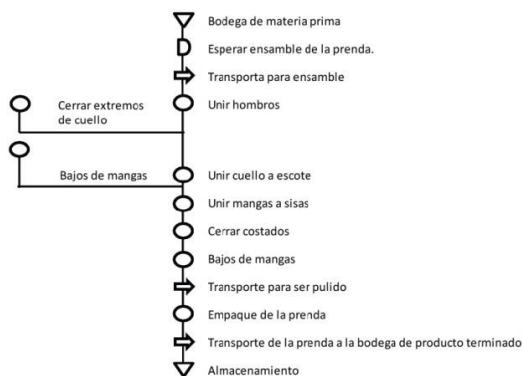 Bodega de materia prima
Esperar ensamble de la prenda.
Transporta para ensamble
Cerrar extremos
de cuello
Unir hombros
Bajos de mangas
Unir cuello a escote
Unir mangas a sisas
Cerrar costados
Bajos de mangas
Transporte para ser pulido
Empaque de la prenda
Transporte de la prenda a la bodega de producto terminado
Almacenamiento